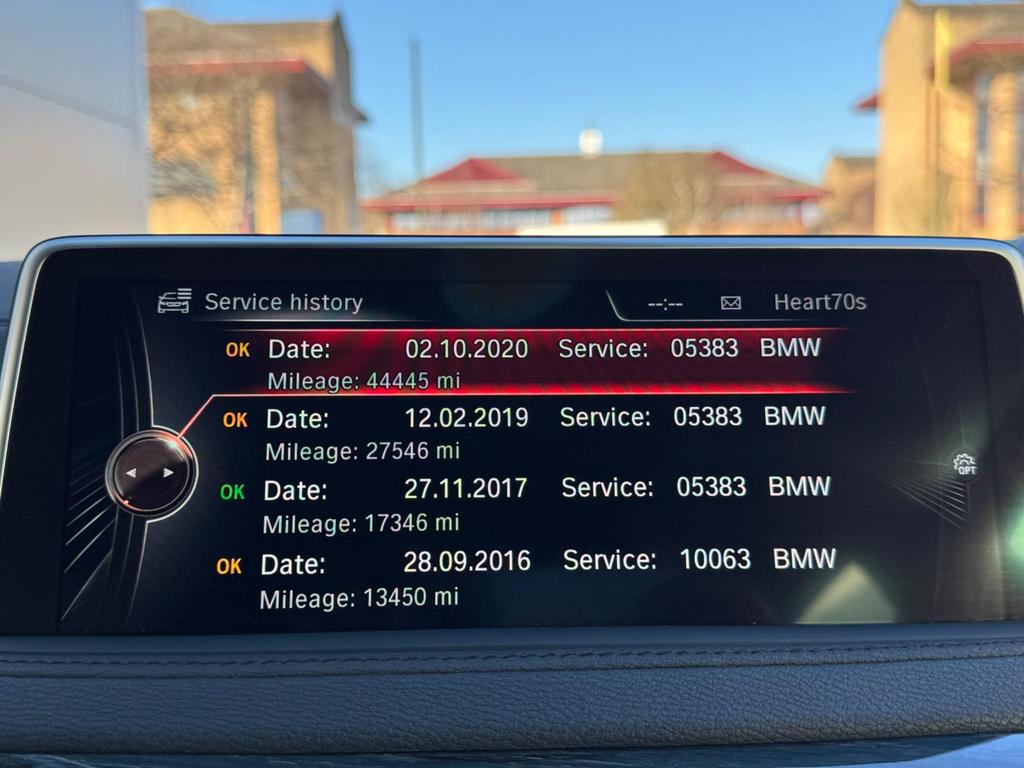 Service history --:-- Heart70s
OK Date: 02.10.2020 Service: 05383 BMW
Mileage: 44445 mi
OK Date: 12.02.2019 Service: 05383 BMW
Mileage: 27546 mi
OK Date: 27.11.2017 Service: 05383 BMW
Mileage: 17346 mi
OPT
OK Date: 28.09.2016 Service: 10063 BMW
Mileage: 13450 mi